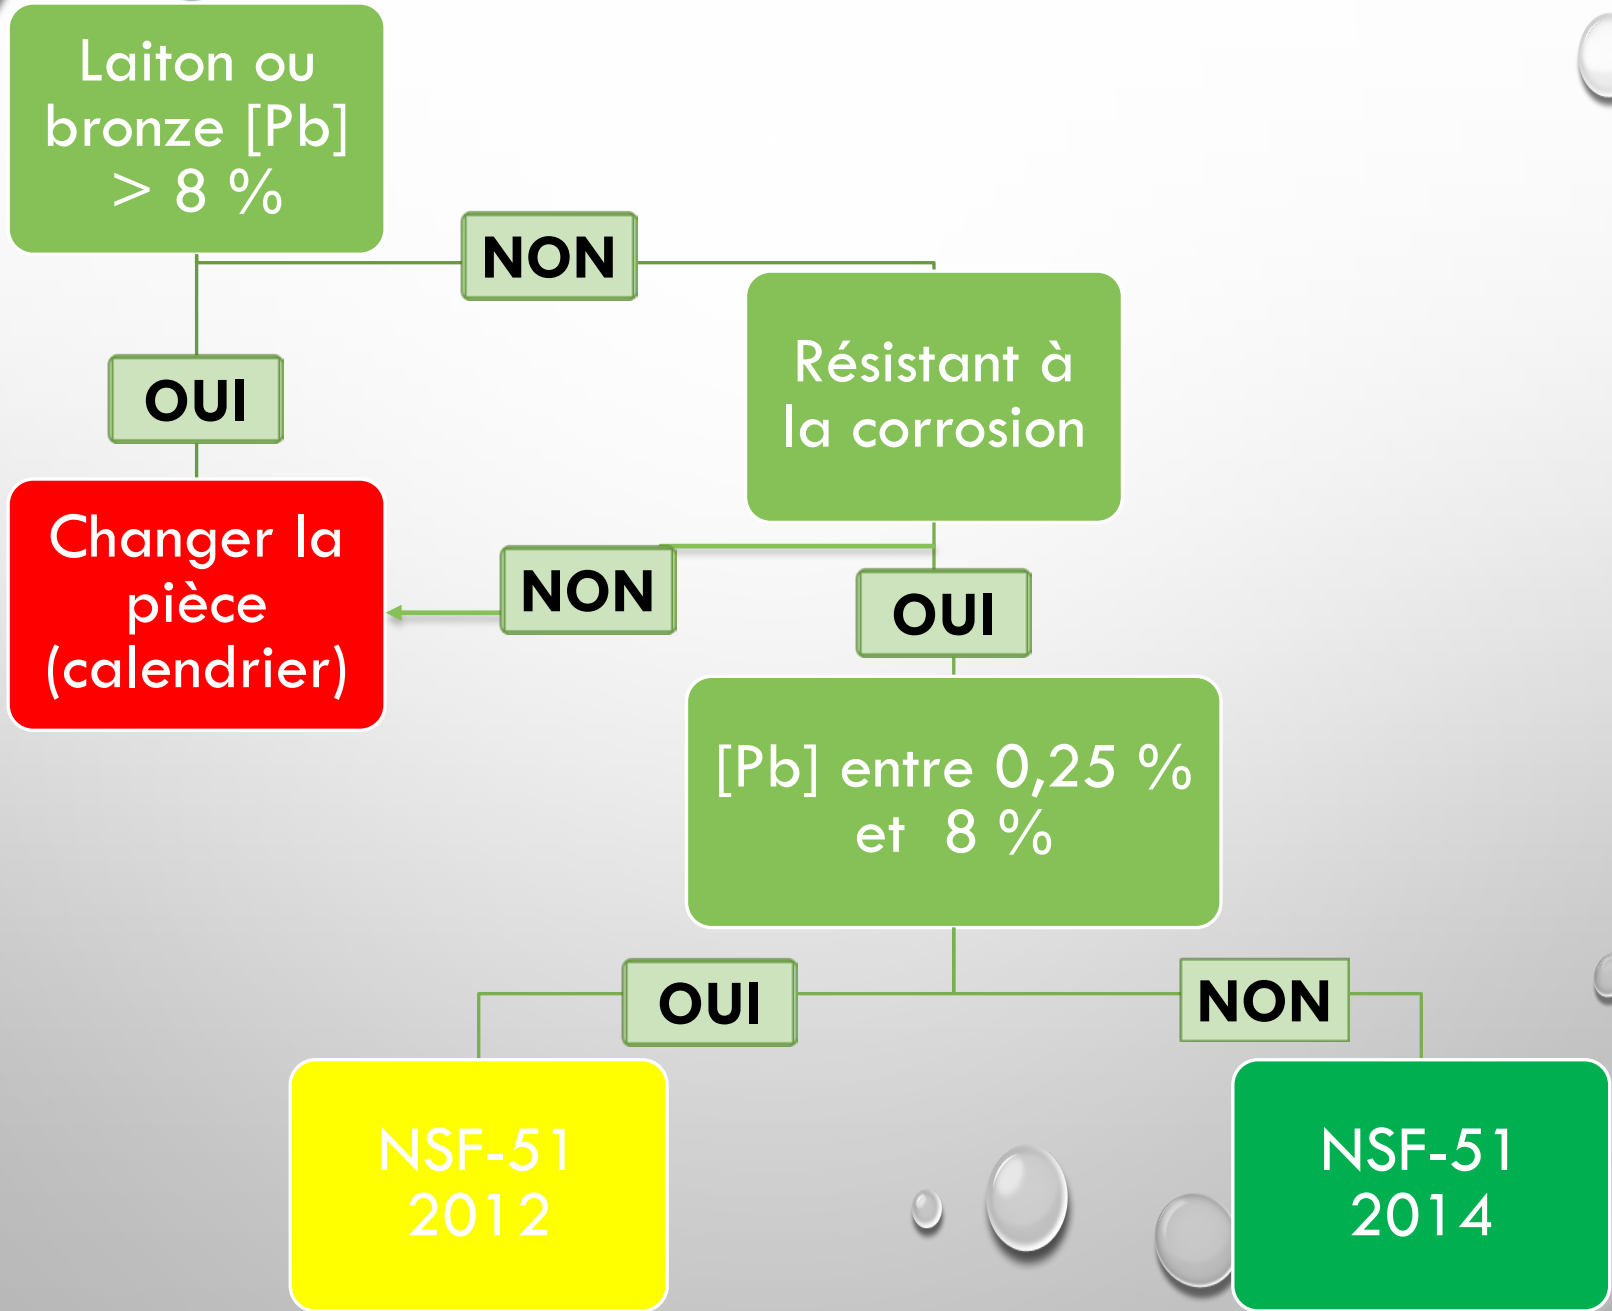 Laiton ou
bronze [Pb]
> 8 %
NON
OUI
Résistant à
la corrosion
Changer la
pièce
(calendrier)
NON
OUI
[Pb] entre 0,25 %
et 8 %
OUI
NON
NSF-51
2012
NSF-51
2014